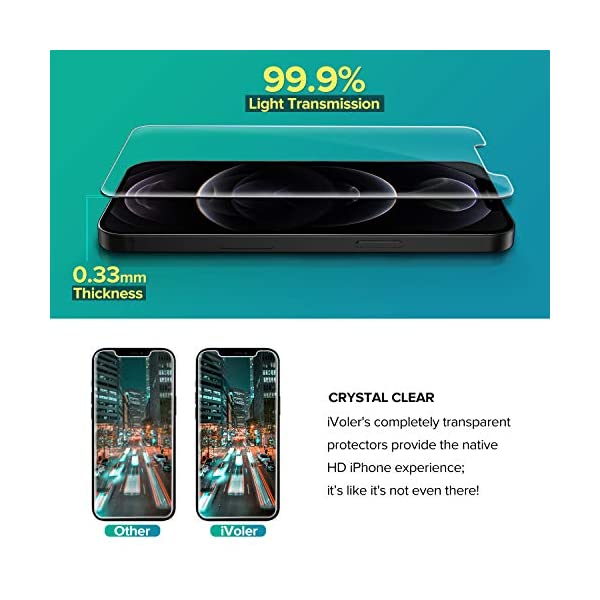 99.9%
Light Transmission
0.33mm
Thickness
CRYSTAL CLEAR
iVoler's completely transparent
protectors provide the native
HD iPhone experience;
it's like it's not even there!
Other
iVoler